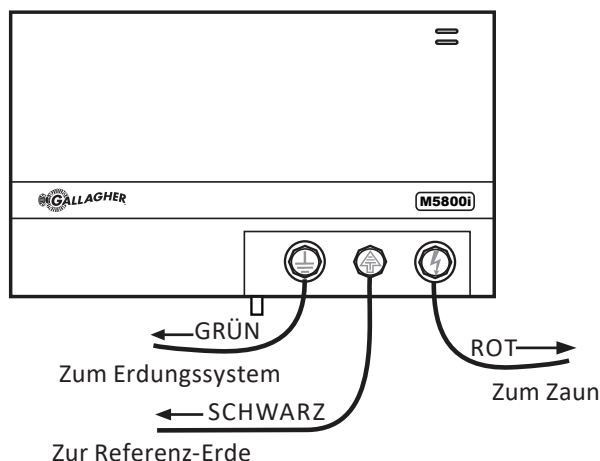 GALLAGHER
M5800i
GRÜN
Zum Erdungssystem
ROT
Zum Zaun
SCHWARZ
Zur Referenz-Erde